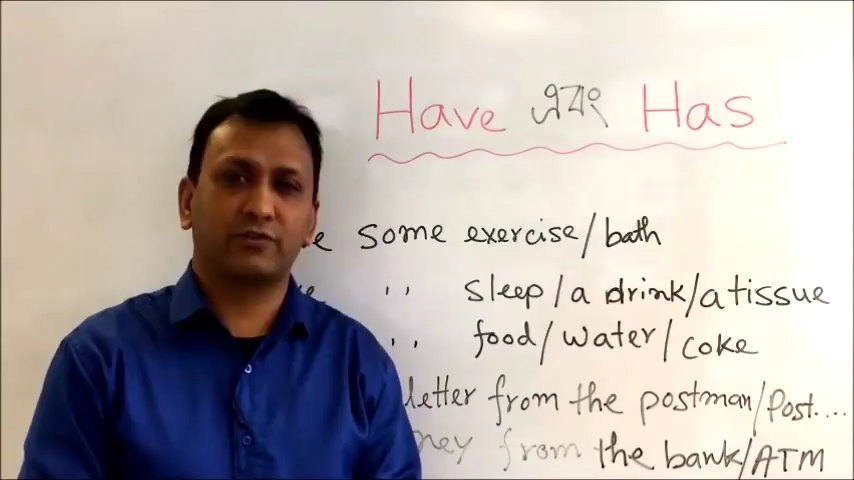 Have এবং Has
some exercise/bath
,, sleep/a drink/a tissue
,, food/water/coke
letter from the postman/Post....
from the bank/ATM